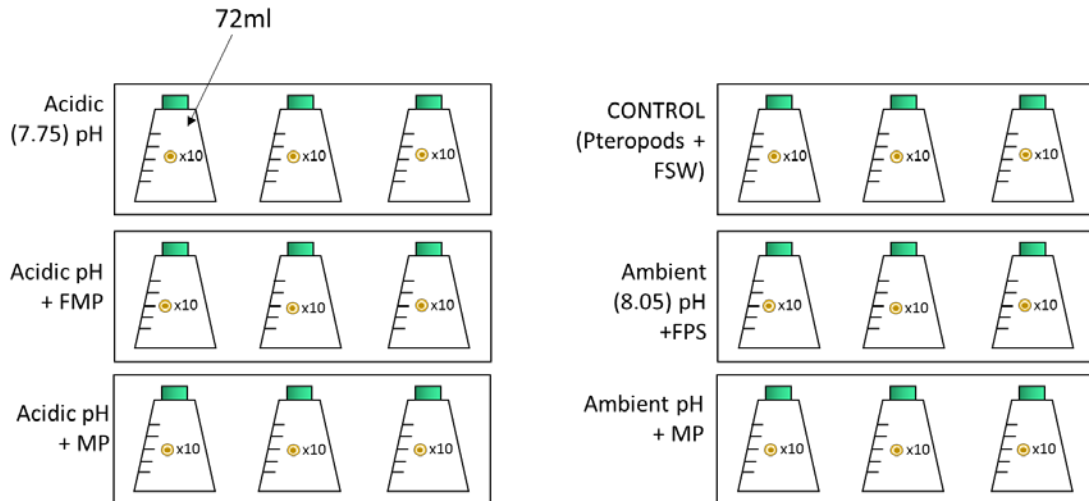 72ml
Acidic
(7.75) pH
x10
x10
x10
CONTROL
(Pteropods +
FSW)
x10
x10
x10
Acidic pH
+ FMP
x10
x10
x10
Ambient
(8.05) pH
+FPS
x10
x10
x10
Acidic pH
+ MP
x10
x10
x10
Ambient pH
+ MP
x10
x10
x10